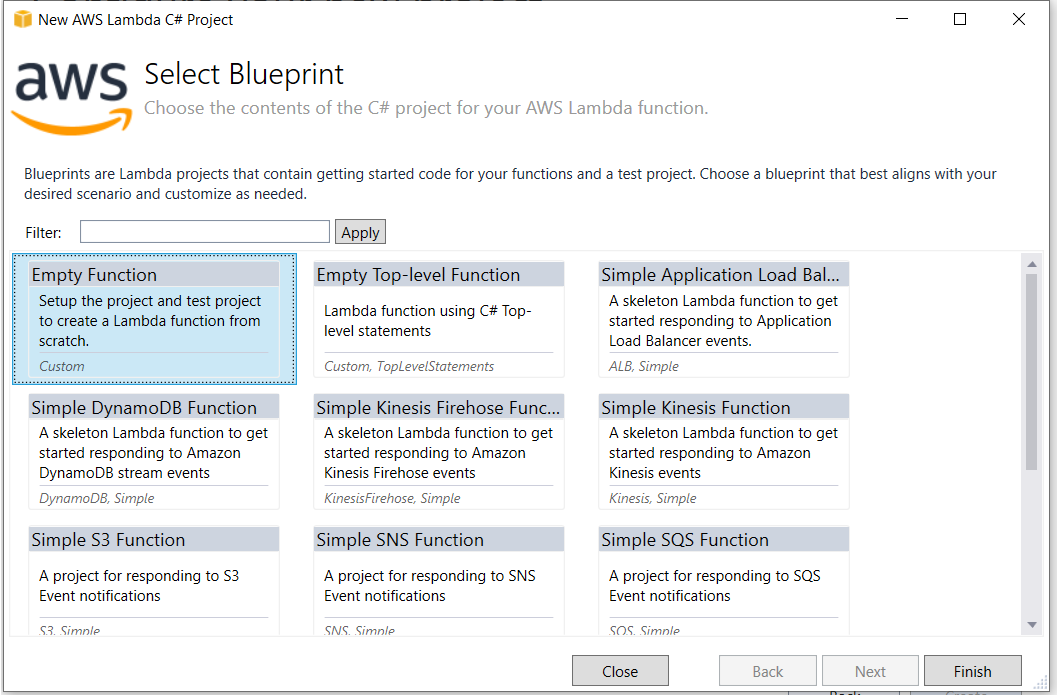 New AWS Lambda C# Project
aws
Select Blueprint
Choose the contents of the C# project for your AWS Lambda function.
Blueprints are Lambda projects that contain getting started code for your functions and a test project. Choose a blueprint that best aligns with your
desired scenario and customize as needed.
Filter:
Apply
Empty Function
Setup the project and test project
to create a Lambda function from
scratch.
Custom
Empty Top-level Function
Lambda function using C# Top-
level statements
Custom, TopLevelStatements
Simple Application Load Bal...
A skeleton Lambda function to get
started responding to Application
Load Balancer events.
ALB, Simple
Simple DynamoDB Function
A skeleton Lambda function to get
started responding to Amazon
DynamoDB stream events
DynamoDB, Simple
Simple Kinesis Firehose Func...
A skeleton Lambda function to get
started responding to Amazon
Kinesis Firehose events
KinesisFirehose, Simple
Simple Kinesis Function
A skeleton Lambda function to get
started responding to Amazon
Kinesis events
Kinesis, Simple
Simple S3 Function
A project for responding to S3
Event notifications
S3, Simple
Simple SNS Function
A project for responding to SNS
Event notifications
SNS, Simple
Simple SQS Function
A project for responding to SQS
Event notifications
SQS, Simple
Close
Back
Next
Finish